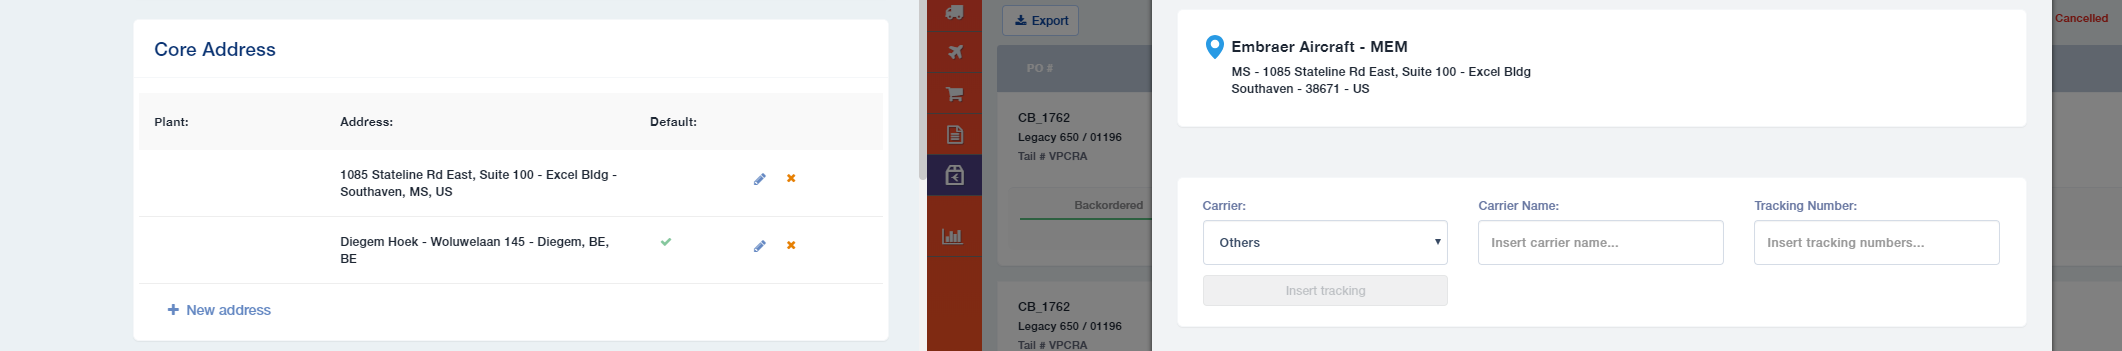 Core Address
Plant: Address: Default:
1085 Stateline Rd East, Suite 100 - Excel Bldg -
Southaven, MS, US
Diegem Hoek - Woluwelaan 145 - Diegem, BE,
BE
New address
Export
PO #
CB_1762
Legacy 650 / 01196
Tail # VPCRA
Backordered
CB_1762
Legacy 650 / 01196
Tail # VPCRA
Embraer Aircraft - MEM
MS - 1085 Stateline Rd East, Suite 100 - Excel Bldg
Southaven - 38671 - US
Carrier: Carrier Name: Tracking Number:
Others Insert carrier name... Insert tracking numbers...
Insert tracking
Cancelled